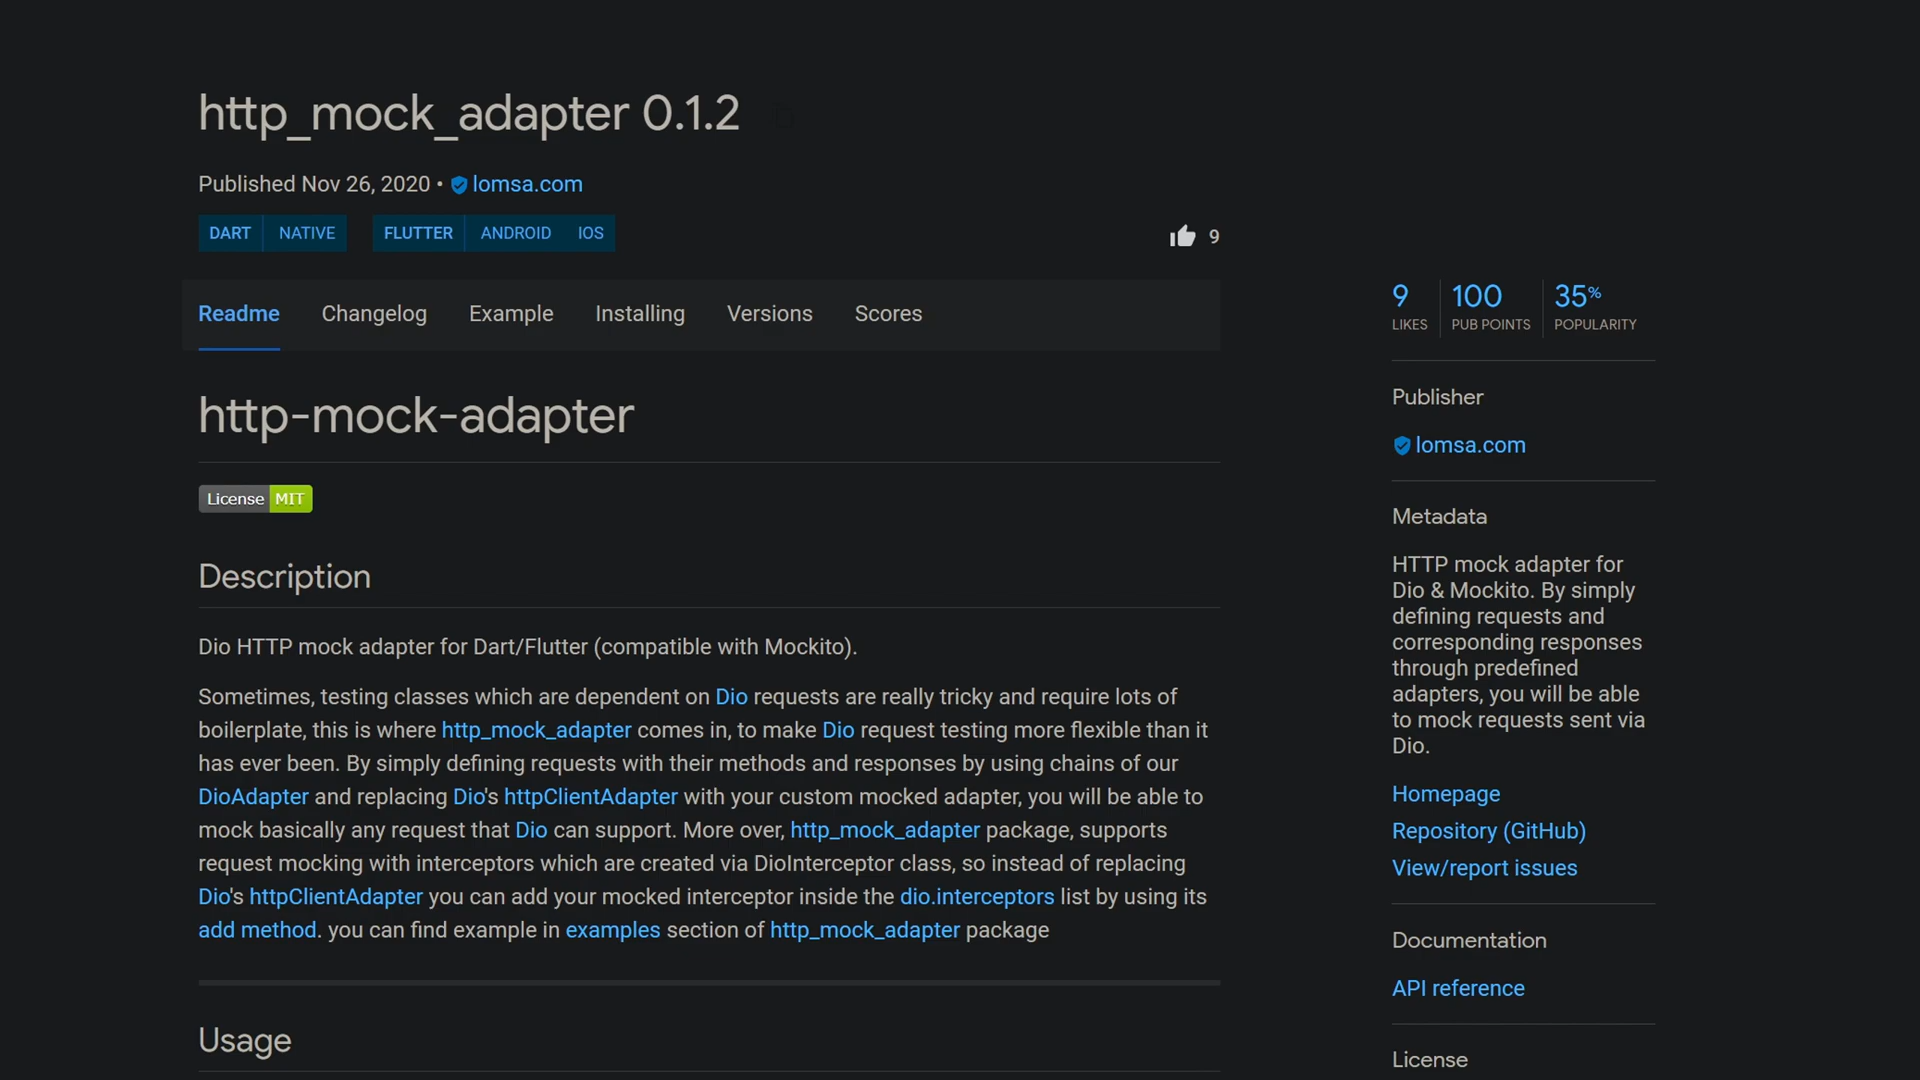 http_mock_adapter 0.1.2
Published Nov 26, 2020 • lomsa.com
DART NATIVE FLUTTER ANDROID IOS
9
Readme Changelog Example Installing Versions Scores
http-mock-adapter
License MIT
Description
Dio HTTP mock adapter for Dart/Flutter (compatible with Mockito).
Sometimes, testing classes which are dependent on Dio requests are really tricky and require lots of
boilerplate, this is where http_mock_adapter comes in, to make Dio request testing more flexible than it
has ever been. By simply defining requests with their methods and responses by using chains of our
DioAdapter and replacing Dio's httpClientAdapter with your custom mocked adapter, you will be able to
mock basically any request that Dio can support. More over, http_mock_adapter package, supports
request mocking with interceptors which are created via DioInterceptor class, so instead of replacing
Dio's httpClientAdapter you can add your mocked interceptor inside the dio.interceptors list by using its
add method. you can find example in examples section of http_mock_adapter package
Usage
9 100 35%
LIKES PUB POINTS POPULARITY
Publisher
lomsa.com
Metadata
HTTP mock adapter for
Dio & Mockito. By simply
defining requests and
corresponding responses
through predefined
adapters, you will be able
to mock requests sent via
Dio.
Homepage
Repository (GitHub)
View/report issues
Documentation
API reference
License